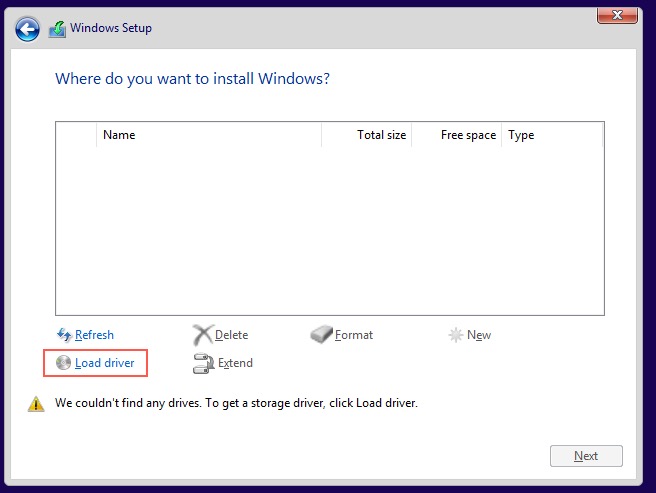 Windows Setup
Where do you want to install Windows?
Name Total size Free space Type
Refresh Delete Format New
Load driver Extend
We couldn't find any drives. To get a storage driver, click Load driver.
Next